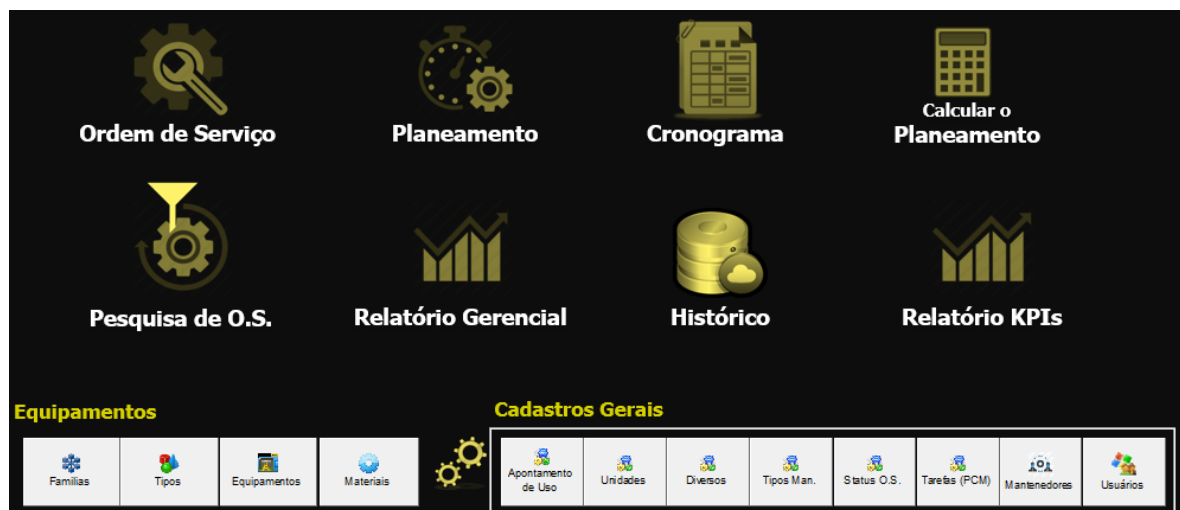 Ordem de Serviço
Planeamento
Cronograma
Calcular o
Planeamento
Pesquisa de O.S.
Relatório Gerencial
Histórico
Relatório KPIs
Equipamentos
Cadastros Gerais
Familias
Tipos
Equipamentos
Materiais
Apontamento
de Uso
Unidades
Diversos
Tipos Man.
Status O.S.
Tarefas (PCM)
Mantenedores
Usuários